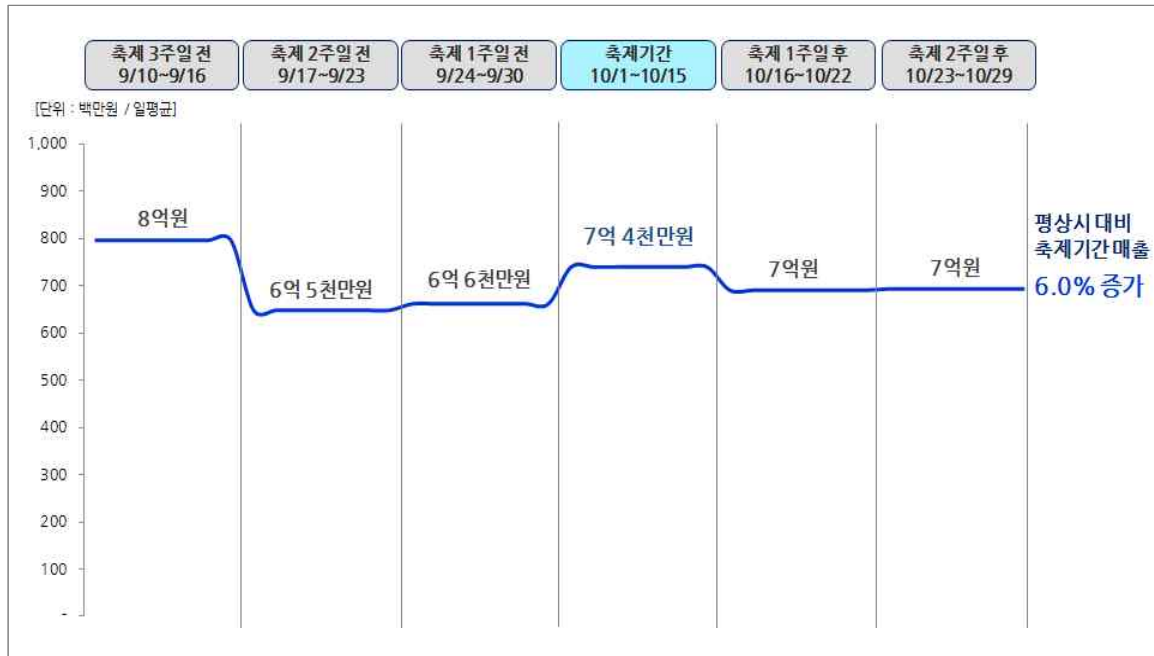 축제 3주일 전
9/10~9/16
축제 2주일 전
9/17~9/23
축제 1주일 전
9/24~9/30
축제기간
10/1~10/15
축제 1주일 후
10/16~10/22
축제 2주일 후
10/23~10/29
[단위 : 백만원 / 일평균]
1,000
900
800
700
600
500
400
300
200
100
-
8억원
6억 5천만원
6억 6천만원
7억 4천만원
7억원
7억원
평상시 대비
축제기간 매출
6.0% 증가